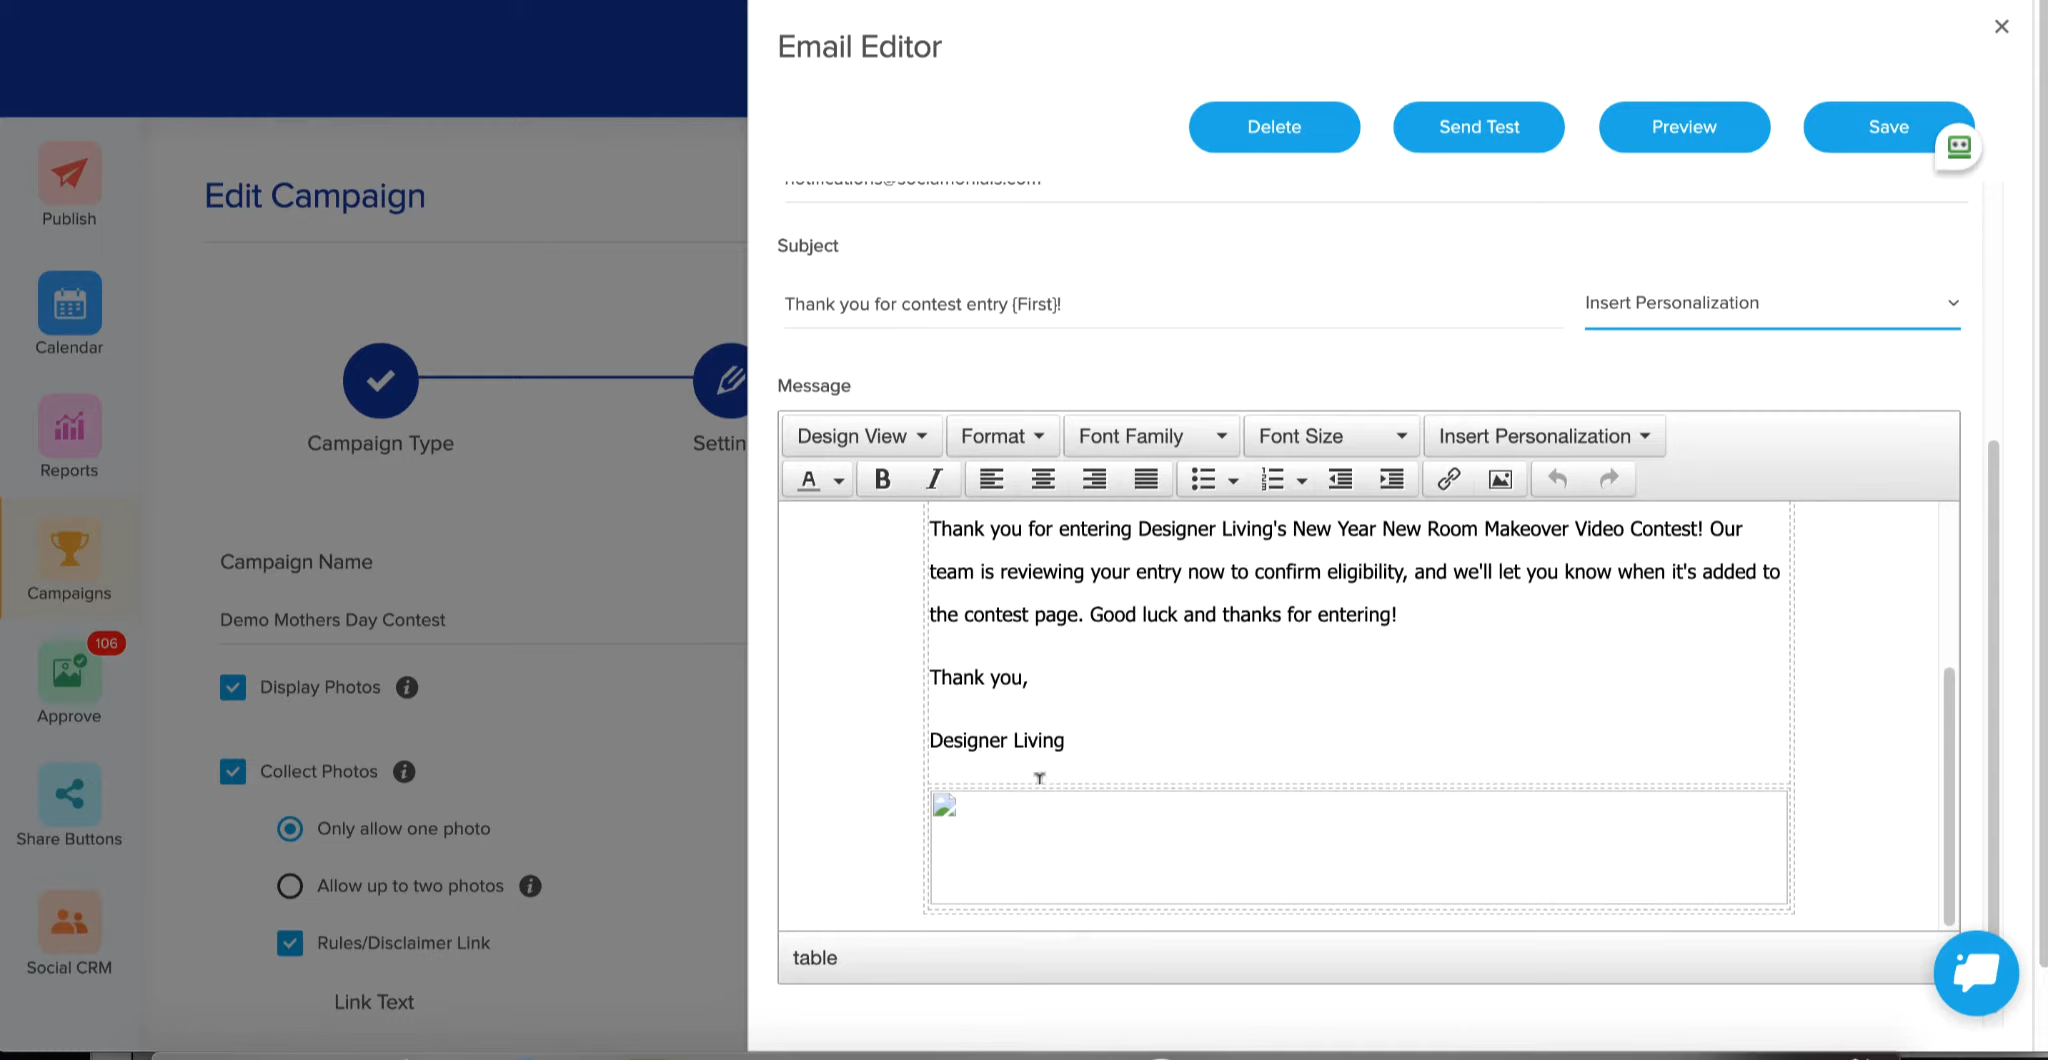 Email Editor
Delete
Send Test
Preview
Save
Publish
Edit Campaign
Subject
Thank you for contest entry {First}!
Insert Personalization
Calendar
Campaign Type
Message
Design View
Format
Font Family
Font Size
Insert Personalization
A
B
I
Reports
Thank you for entering Designer Living's New Year New Room Makeover Video Contest! Our
team is reviewing your entry now to confirm eligibility, and we'll let you know when it's added to
the contest page. Good luck and thanks for entering!
Thank you,
Designer Living
table
Campaigns
Campaign Name
Demo Mothers Day Contest
106
Approve
Display Photos
Collect Photos
Only allow one photo
Share Buttons
Allow up to two photos
Rules/Disclaimer Link
Social CRM
Link Text